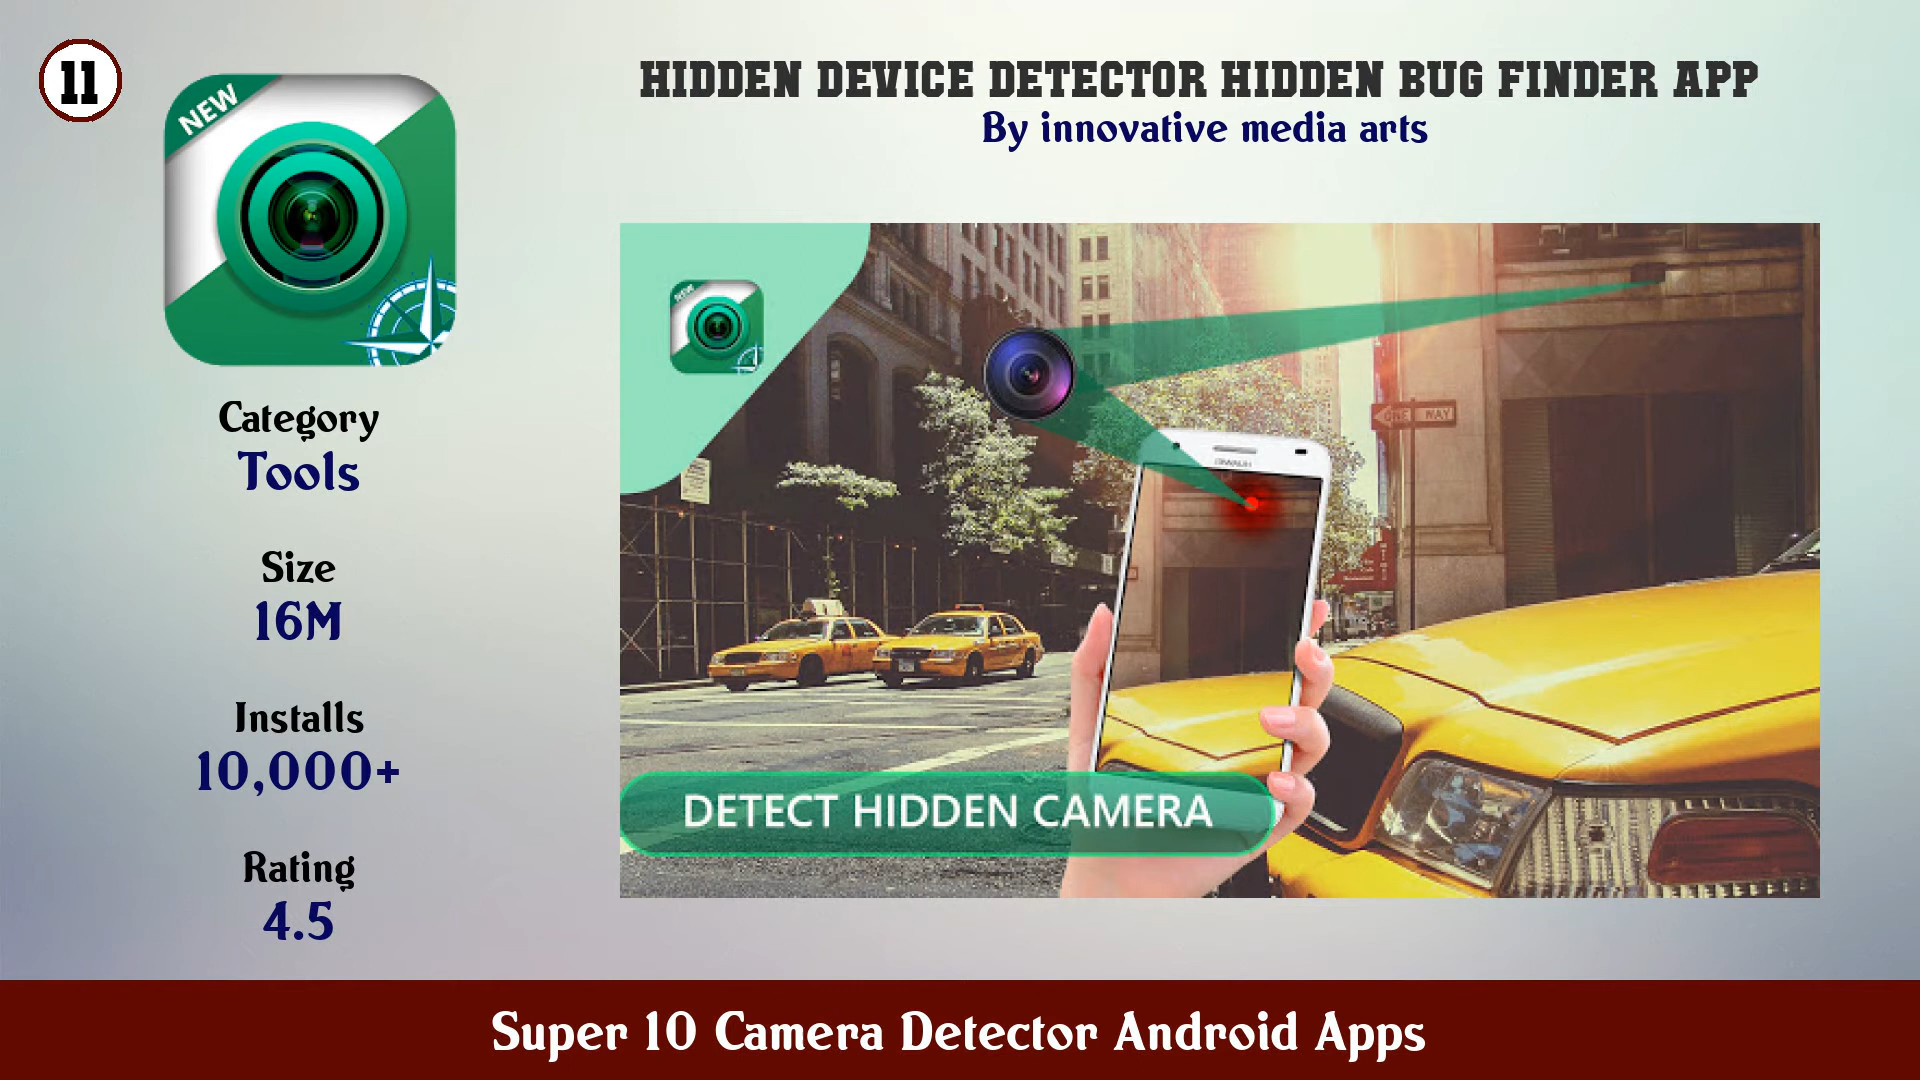 11
HIDDEN DEVICE DETECTOR HIDDEN BUG FINDER APP
By innovative media arts
NEW
Category
Tools
Size
16M
Installs
10,000+
Rating
4.5
NEW
ONE WAY
DETECT HIDDEN CAMERA
Super 10 Camera Detector Android Apps